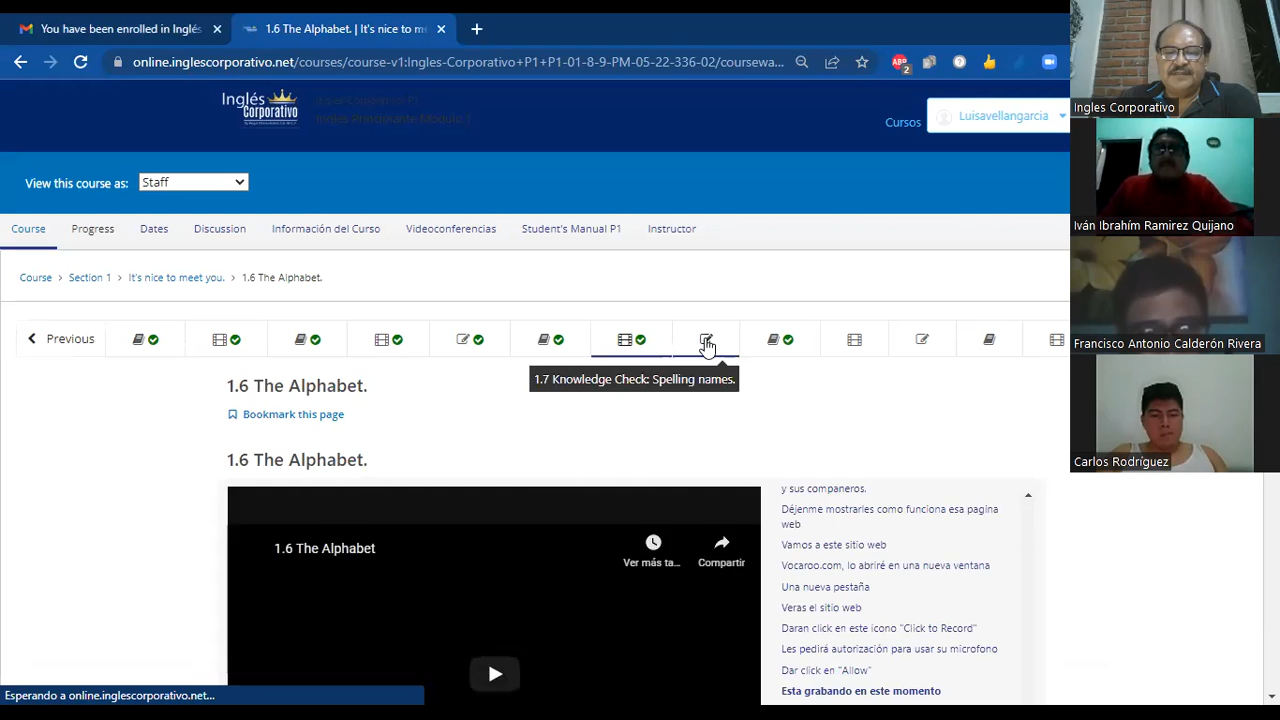 You have been enrolled in Inglés
1.6 The Alphabet. | It's nice to m
online.inglescorporativo.net/courses/course-v1:Ingles-Corporativo+P1+P1-01-8-9-PM-05-22-336-02/coursewa...
ABP
2
Inglés
Corporativo
Cursos
Luisavellangarcia
View this course as:
Staff
Course
Progress
Dates
Discussion
Información del Curso
Videoconferencias
Student's Manual P1
Instructor
Course > Section 1 > It's nice to meet you. > 1.6 The Alphabet.
Previous
1.7 Knowledge Check: Spelling names.
1.6 The Alphabet.
Bookmark this page
1.6 The Alphabet.
1.6 The Alphabet
Ver más ta...
Compartir
y sus compañeros.
Déjenme mostrarles como funciona esa pagina
web
Vamos a este sitio web
Vocaroo.com, lo abriré en una nueva ventana
Una nueva pestaña
Veras el sitio web
Daran click en este icono "Click to Record"
Les pedirá autorización para usar su microfono
Dar click en "Allow"
Esta grabando en este momento
Esperando a online.inglescorporativo.net...
Ingles Corporativo
Iván Ibrahím Ramirez Quijano
Francisco Antonio Calderón Rivera
Carlos Rodríguez